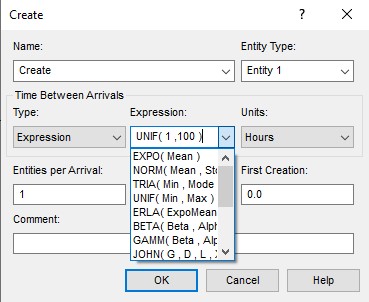 Create
?
Name:
Entity Type:
Create
Entity 1
Time Between Arrivals
Type:
Expression:
Units:
Expression
UNIF( 1 ,100 )
Hours
EXPO( Mean )
NORM( Mean , St
TRIA( Min , Mode
UNIF( Min , Max )
ERLA( ExpoMean
BETA( Beta , Alph
GAMM( Beta , Alp
JOHN( G , D , L ,
Entities per Arrival:
First Creation:
1
0.0
Comment:
OK
Cancel
Help